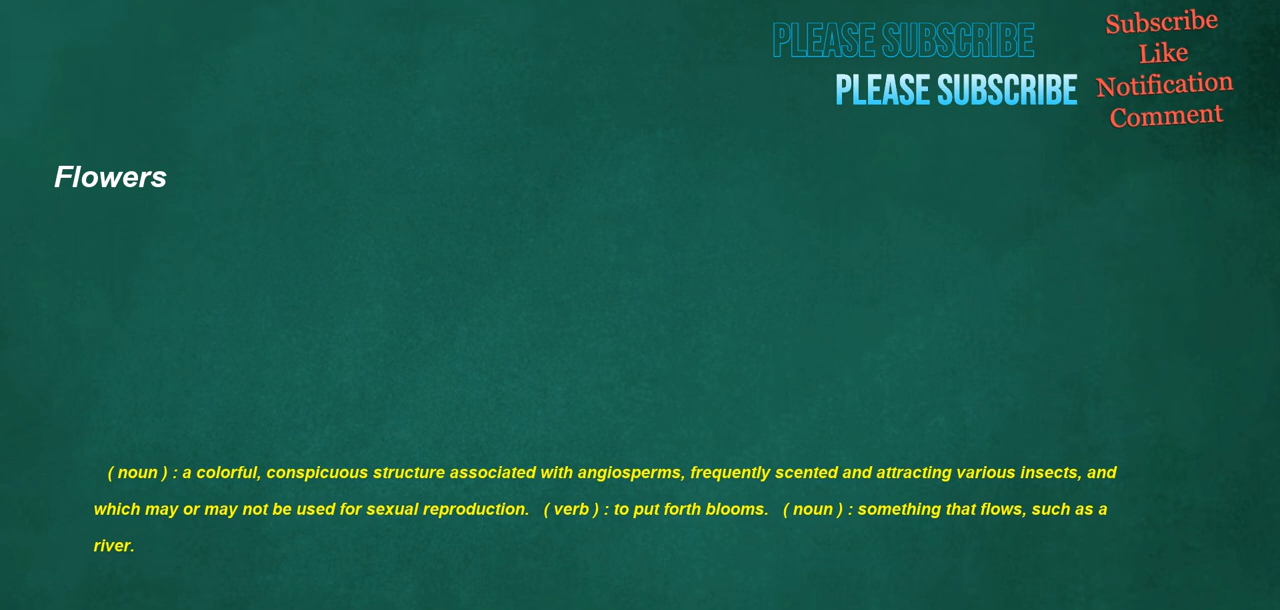 PLEASE SUBSCRIBE
PLEASE SUBSCRIBE
Subscribe
Like
Notification
Comment
Flowers
( noun ) : a colorful, conspicuous structure associated with angiosperms, frequently scented and attracting various insects, and
which may or may not be used for sexual reproduction. ( verb ) : to put forth blooms. ( noun ) : something that flows, such as a
river.